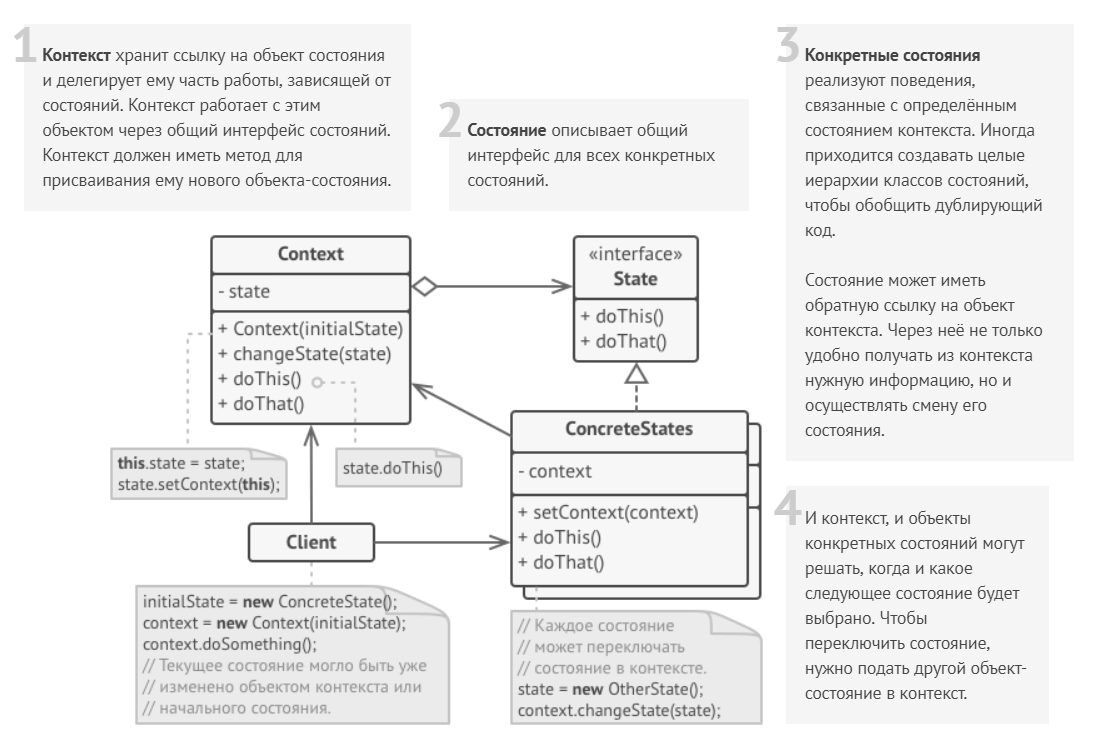 1
Контекст хранит ссылку на объект состояния
и делегирует ему часть работы, зависящей от
состояний. Контекст работает с этим
объектом через общий интерфейс состояний.
Контекст должен иметь метод для
присваивания ему нового объекта-состояния.
2
Состояние описывает общий
интерфейс для всех конкретных
состояний.
3
Конкретные состояния
реализуют поведения,
связанные с определённым
состоянием контекста. Иногда
приходится создавать целые
иерархии классов состояний,
чтобы обобщить дублирующий
код.
Состояние может иметь
обратную ссылку на объект
контекста. Через неё не только
удобно получать из контекста
нужную информацию, но и
осуществлять смену его
состояния.
Context
- state
+ Context(initialState)
+ changeState(state)
+ doThis()
+ doThat()
«interface»
State
+ doThis()
+ doThat()
this.state = state;
state.setContext(this);
state.doThis()
ConcreteStates
- context
+ setContext(context)
+ doThis()
+ doThat()
Client
initialState = new ConcreteState();
context = new Context(initialState);
context.doSomething();
// Текущее состояние могло быть уже
// изменено объектом контекста или
// начального состояния.
// Каждое состояние
// может переключать
// состояние в контексте.
state = new OtherState();
context.changeState(state);
4
И контекст, и объекты
конкретных состояний могут
решать, когда и какое
следующее состояние будет
выбрано. Чтобы
переключить состояние,
нужно подать другой объект-
состояние в контекст.